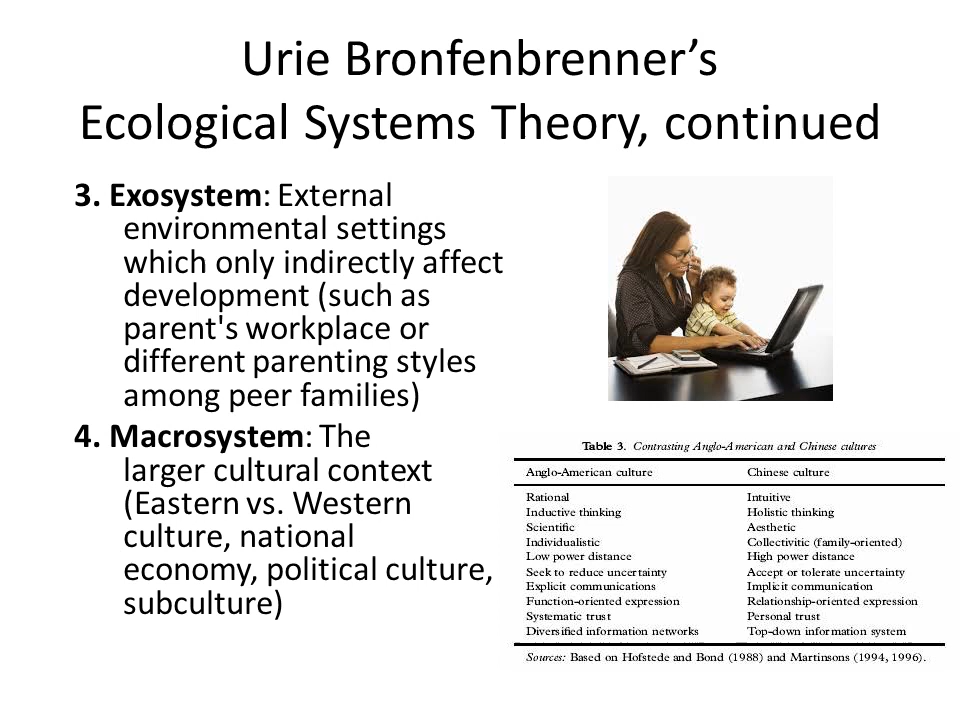 Urie Bronfenbrenner’s
Ecological Systems Theory, continued
3. Exosystem: External
environmental settings
which only indirectly affect
development (such as
parent's workplace or
different parenting styles
among peer families)
4. Macrosystem: The
larger cultural context
(Eastern vs. Western
culture, national
economy, political culture,
subculture)
Table 3. Contrasting Anglo-American and Chinese cultures
Anglo-American culture Chinese culture
Rational Intuitive
Inductive thinking Holistic thinking
Scientific Aesthetic
Individualistic Collectivitic (family-oriented)
Low power distance High power distance
Seek to reduce uncertainty Accept or tolerate uncertainty
Explicit communications Implicit communication
Function-oriented expression Relationship-oriented expression
Systematic trust Personal trust
Diversified information networks Top-down information system
Sources: Based on Hofstede and Bond (1988) and Martinsons (1994, 1996).